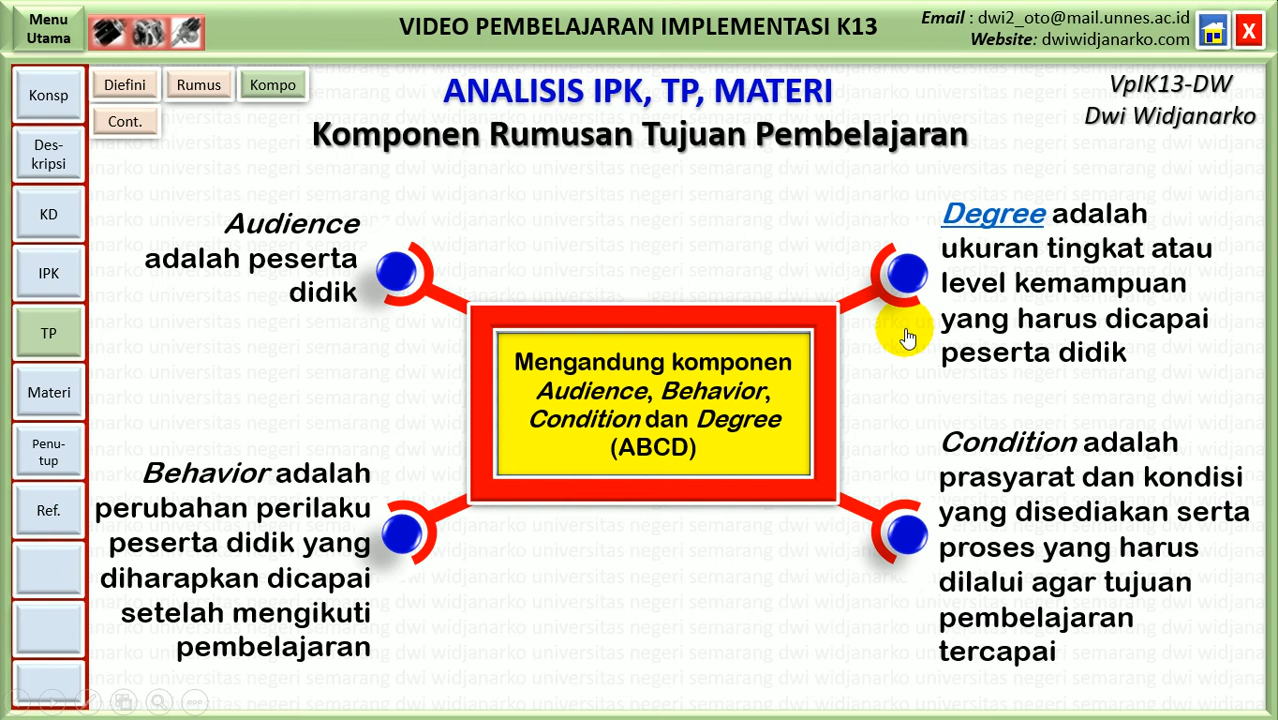 Menu
Utama
VIDEO PEMBELAJARAN IMPLEMENTASI K13
Email : dwi2_oto@mail.unnes.ac.id
Website: dwiwidjanarko.com
X
Konsp
Des-
kripsi
KD
IPK
TP
Materi
Penu-
tup
Ref.
Diefini
Rumus
Kompo
Cont.
ANALISIS IPK, TP, MATERI
Komponen Rumusan Tujuan Pembelajaran
VpIK13-DW
Dwi Widjanarko
Audience
adalah peserta
didik
Degree adalah
ukuran tingkat atau
level kemampuan
yang harus dicapai
peserta didik
Mengandung komponen
Audience, Behavior,
Condition dan Degree
(ABCD)
Behavior adalah
perubahan perilaku
peserta didik yang
diharapkan dicapai
setelah mengikuti
pembelajaran
Condition adalah
prasyarat dan kondisi
yang disediakan serta
proses yang harus
dilalui agar tujuan
pembelajaran
tercapai